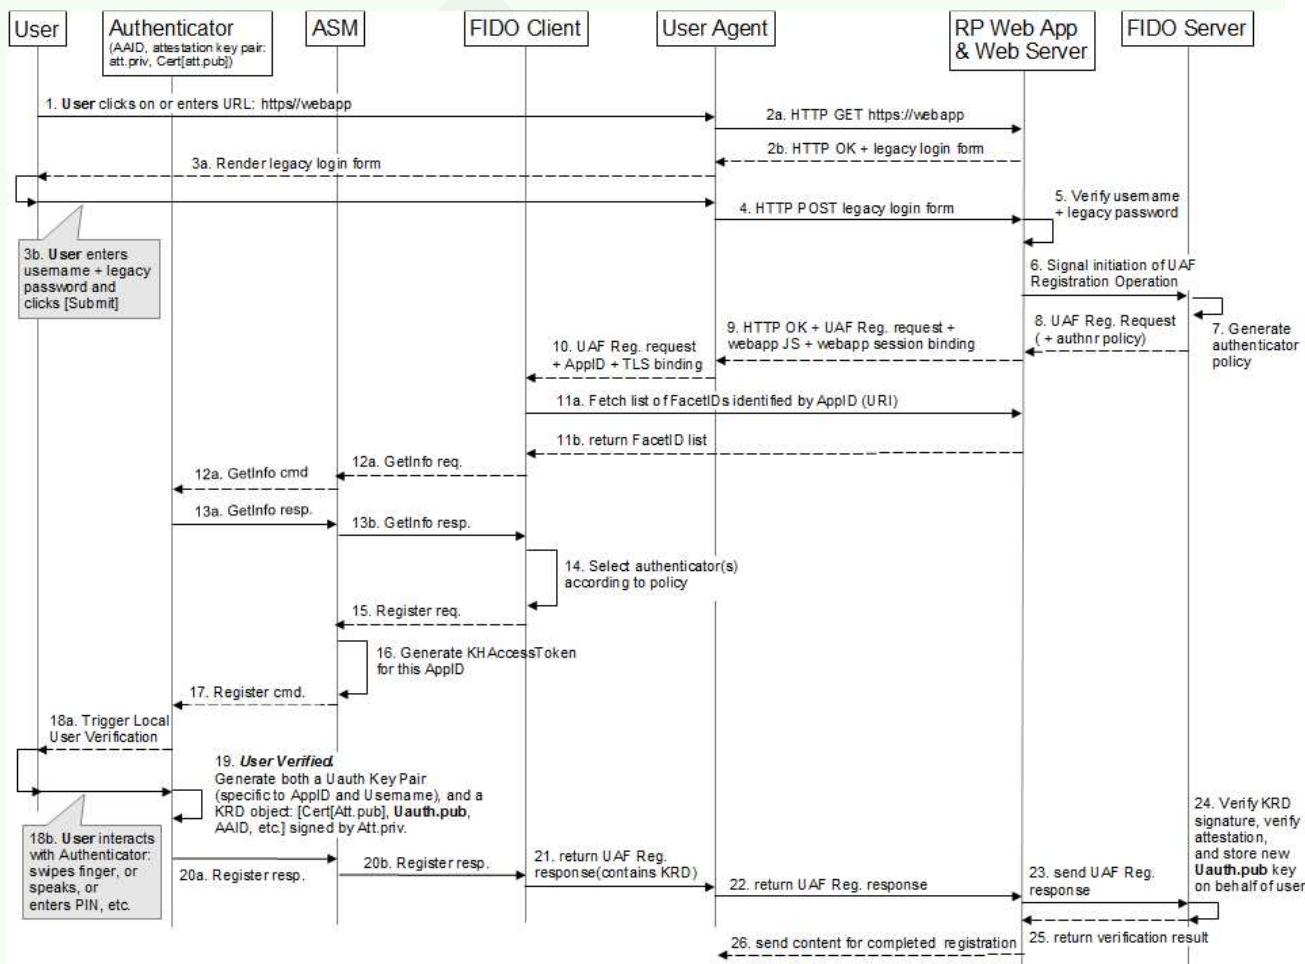 User
Authenticator
(AAID, attestation key pair:
att.priv, Cert[att.pub])
ASM
FIDO Client
User Agent
RP Web App
& Web Server
FIDO Server
1. User clicks on or enters URL: https//webapp
2a. HTTP GET https://webapp
2b. HTTP OK + legacy login form
3a. Render legacy login form
4. HTTP POST legacy login form
5. Verify username
+ legacy password
3b. User enters
username + legacy
password and
clicks [Submit]
6. Signal initiation of UAF
Registration Operation
7. Generate
authenticator
policy
8. UAF Reg. Request
( + authnr policy)
9. HTTP OK + UAF Reg. request +
webapp JS + webapp session binding
10. UAF Reg. request
+ AppID + TLS binding
11a. Fetch list of FacetIDs identified by AppID (URI)
11b. return FacetID list
12a. GetInfo req.
12a. GetInfo cmd
13a. GetInfo resp.
13b. GetInfo resp.
14. Select authenticator(s)
according to policy
15. Register req.
16. Generate KHAccessToken
for this AppID
17. Register cmd.
18a. Trigger Local
User Verification
19. User Verified.
Generate both a Uauth Key Pair
(specific to AppID and Username), and a
KRD object: [Cert[Att.pub], Uauth.pub,
AAID, etc.] signed by Att.priv.
18b. User interacts
with Authenticator:
swipes finger, or
speaks, or
enters PIN, etc.
20a. Register resp.
20b. Register resp.
21. return UAF Reg.
response(contains KRD)
22. return UAF Reg. response
23. send UAF Reg.
response
24. Verify KRD
signature, verify
attestation,
and store new
Uauth.pub key
on behalf of user
25. return verification result
26. send content for completed registration